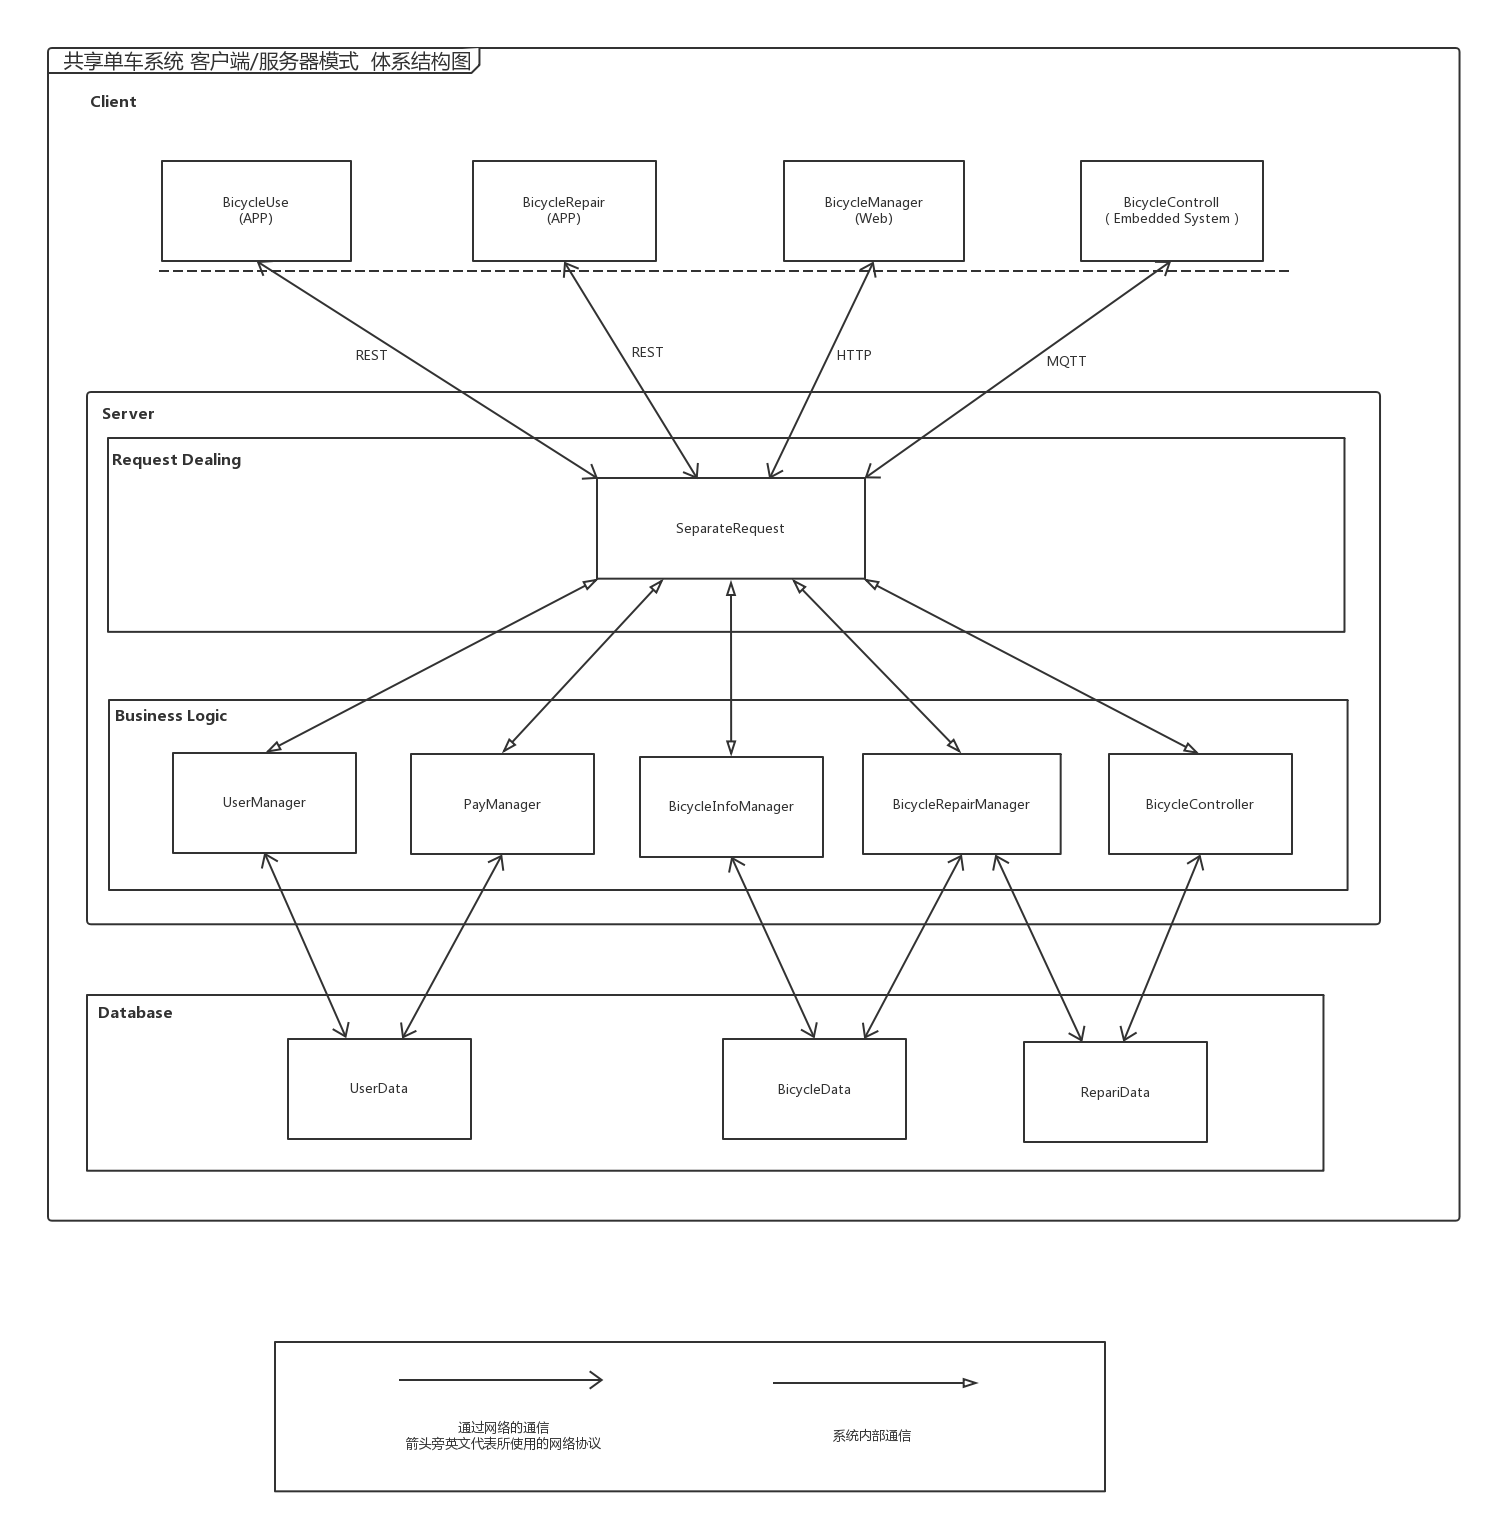 共享单车系统 客户端/服务器模式  体系结构图
Client
BicycleUse
(APP)
BicycleRepair
(APP)
BicycleManager
(Web)
BicycleControll
( Embedded System )
REST
REST
HTTP
MQTT
Server
Request Dealing
SeparateRequest
Business Logic
UserManager
PayManager
BicycleInfoManager
BicycleRepairManager
BicycleController
Database
UserData
BicycleData
RepariData
通过网络的通信
箭头旁英文代表所使用的网络协议
系统内部通信